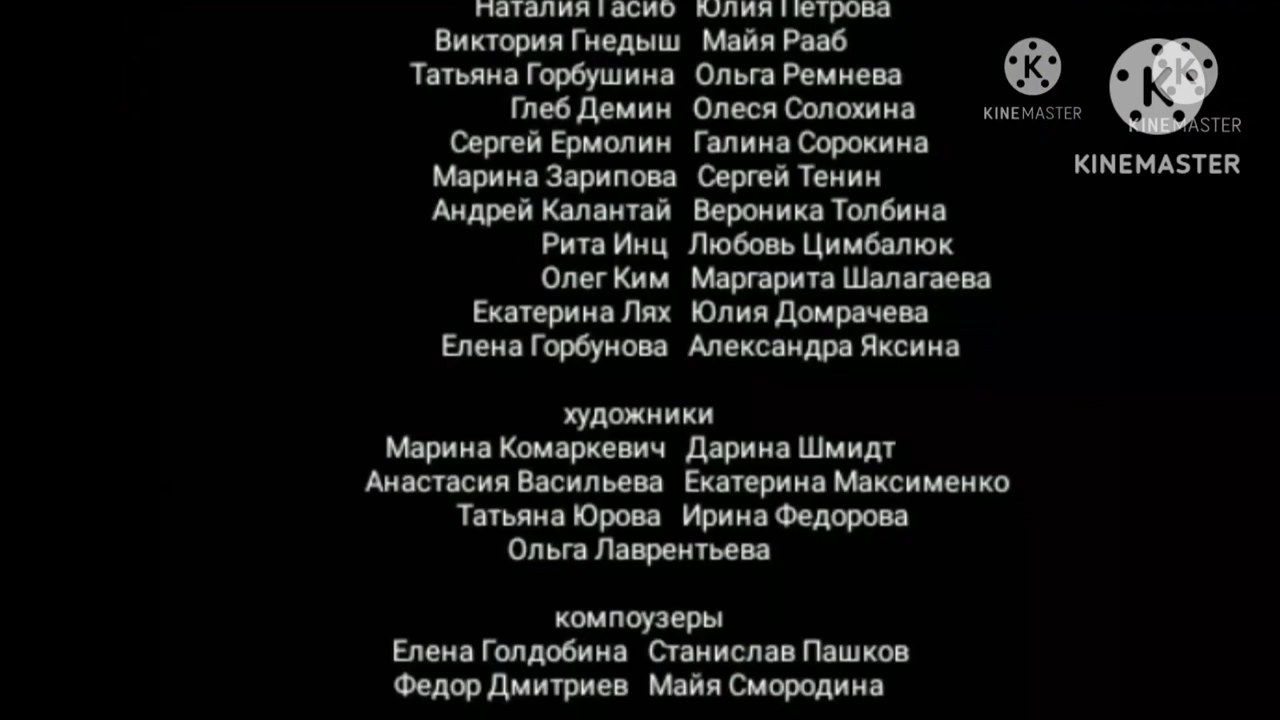 Наталия Гасиб Юлия Петрова
Виктория Гнедыш Майя Рааб
Татьяна Горбушина Ольга Ремнева
Глеб Демин Олеся Солохина
Сергей Ермолин Галина Сорокина
Марина Зарипова Сергей Тенин
Андрей Калантай Вероника Толбина
Рита Инц Любовь Цимбалюк
Олег Ким Маргарита Шалагаева
Екатерина Лях Юлия Домрачева
Елена Горбунова Александра Яксина
художники
Марина Комаркевич Дарина Шмидт
Анастасия Васильева Екатерина Максименко
Татьяна Юрова Ирина Федорова
Ольга Лаврентьева
компоузеры
Елена Голдобина Станислав Пашков
Федор Дмитриев Майя Смородина
K
KINEMASTER
K
KINEMASTER
K
KINEMASTER